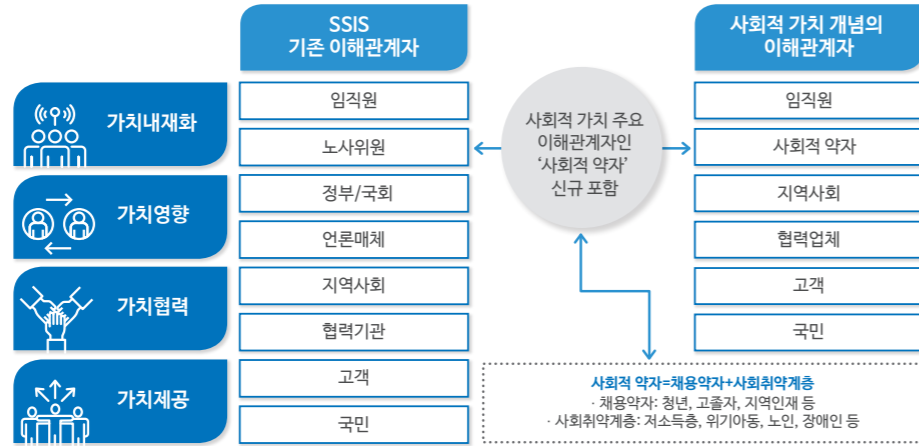 SSIS
기존 이해관계자
사회적 가치 개념의
이해관계자
가치내재화
임직원
노사위원
가치영향
정부/국회
언론매체
가치협력
지역사회
협력기관
가치제공
고객
국민
사회적 가치 주요
이해관계자인
‘사회적 약자’
신규 포함
임직원
사회적 약자
지역사회
협력업체
고객
국민
사회적 약자=채용약자+사회취약계층
· 채용약자: 청년, 고졸자, 지역인재 등
· 사회취약계층: 저소득층, 위기아동, 노인, 장애인 등